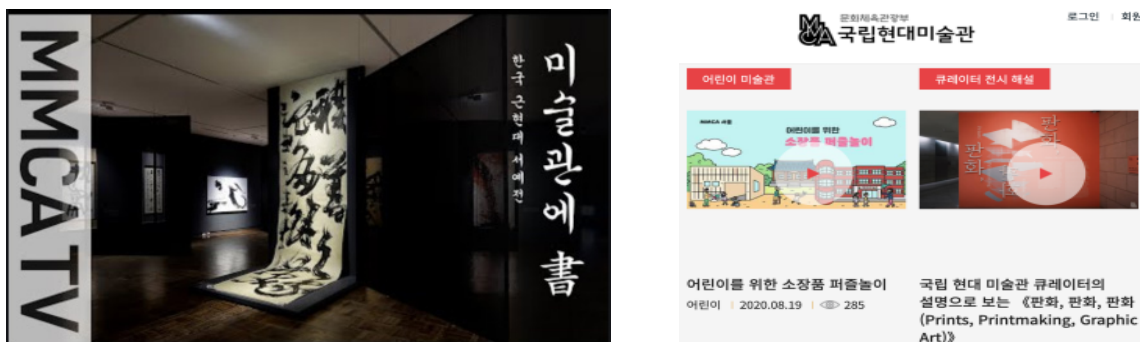 MMCA TV
미술관에 書
한국 근현대 서예전
문화체육관광부
국립현대미술관
로그인
어린이 미술관
큐레이터 전시 해설
MMCA 서울
어린이를 위한
소장품 퍼즐놀이
판화
판화
어린이를 위한 소장품 퍼즐놀이
어린이 2020.08.19 285
국립 현대 미술관 큐레이터의
설명으로 보는 《판화, 판화, 판화
(Prints, Printmaking, Graphic
Art)》